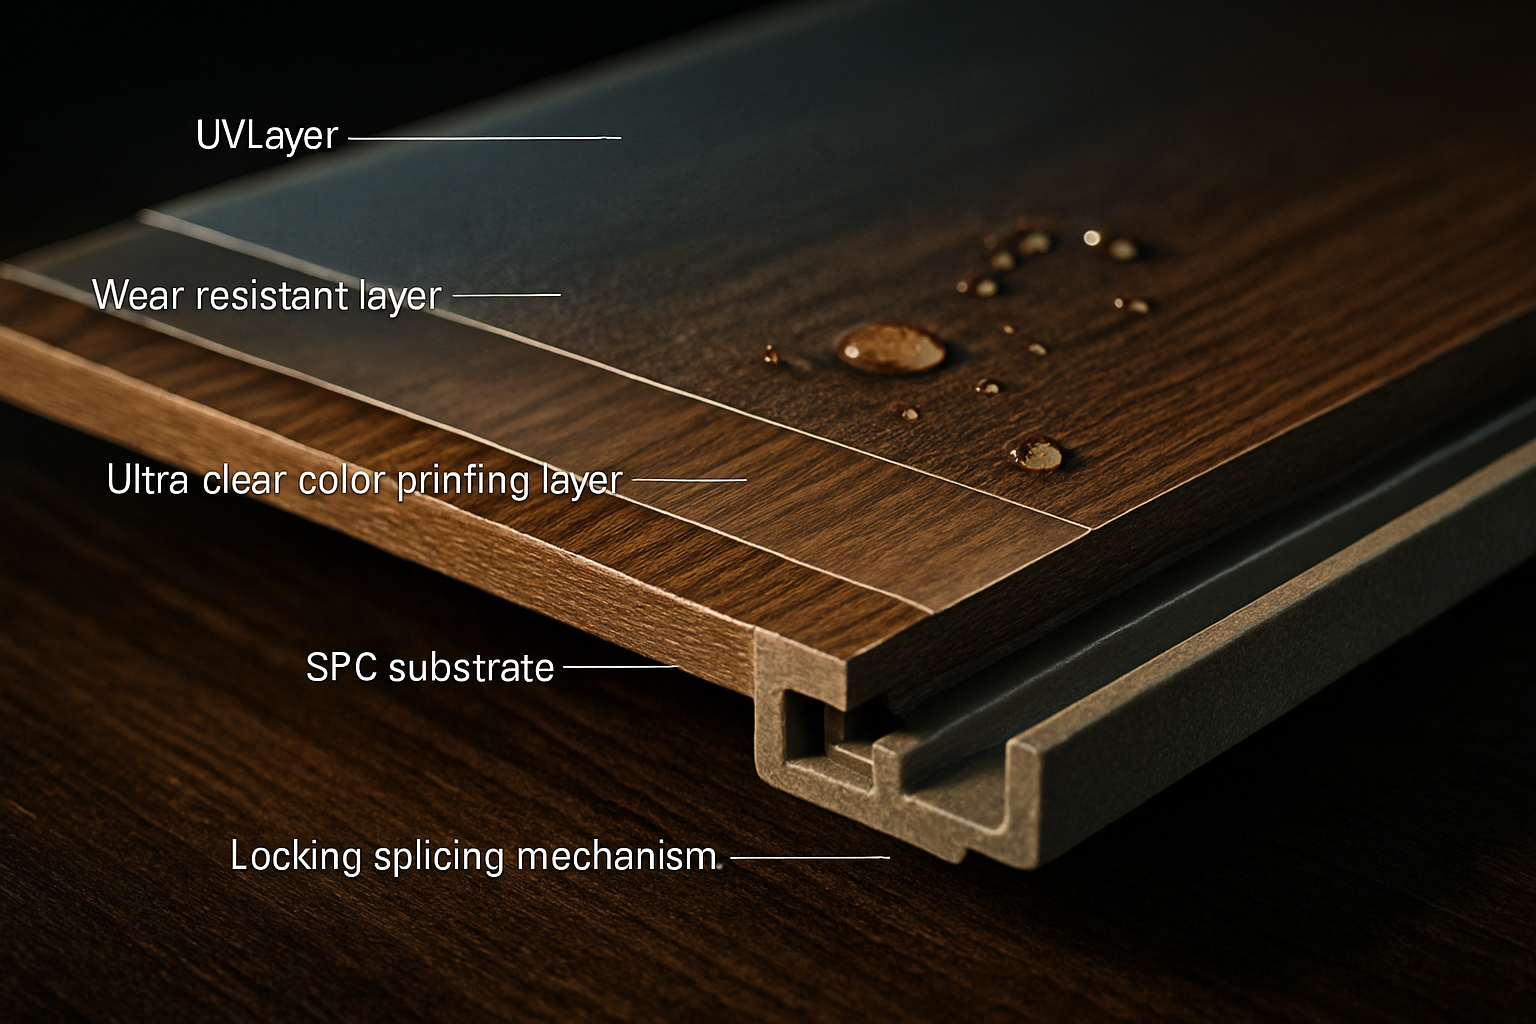 UVLayer
Wear resistant layer
Ultra clear color prinfing layer
SPC substrate
Locking splicing mechanism.